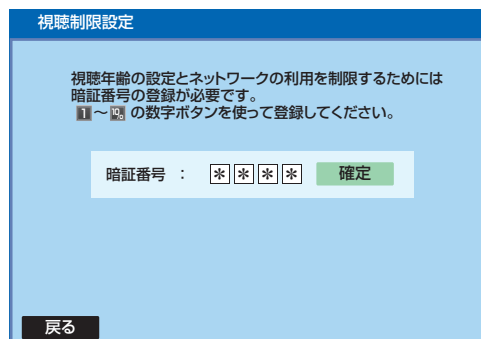 視聴制限設定
視聴年齢の設定とネットワークの利用を制限するためには
暗証番号の登録が必要です。
1～10 の数字ボタンを使って登録してください。
暗証番号 ： ＊＊＊＊ 確定
戻る